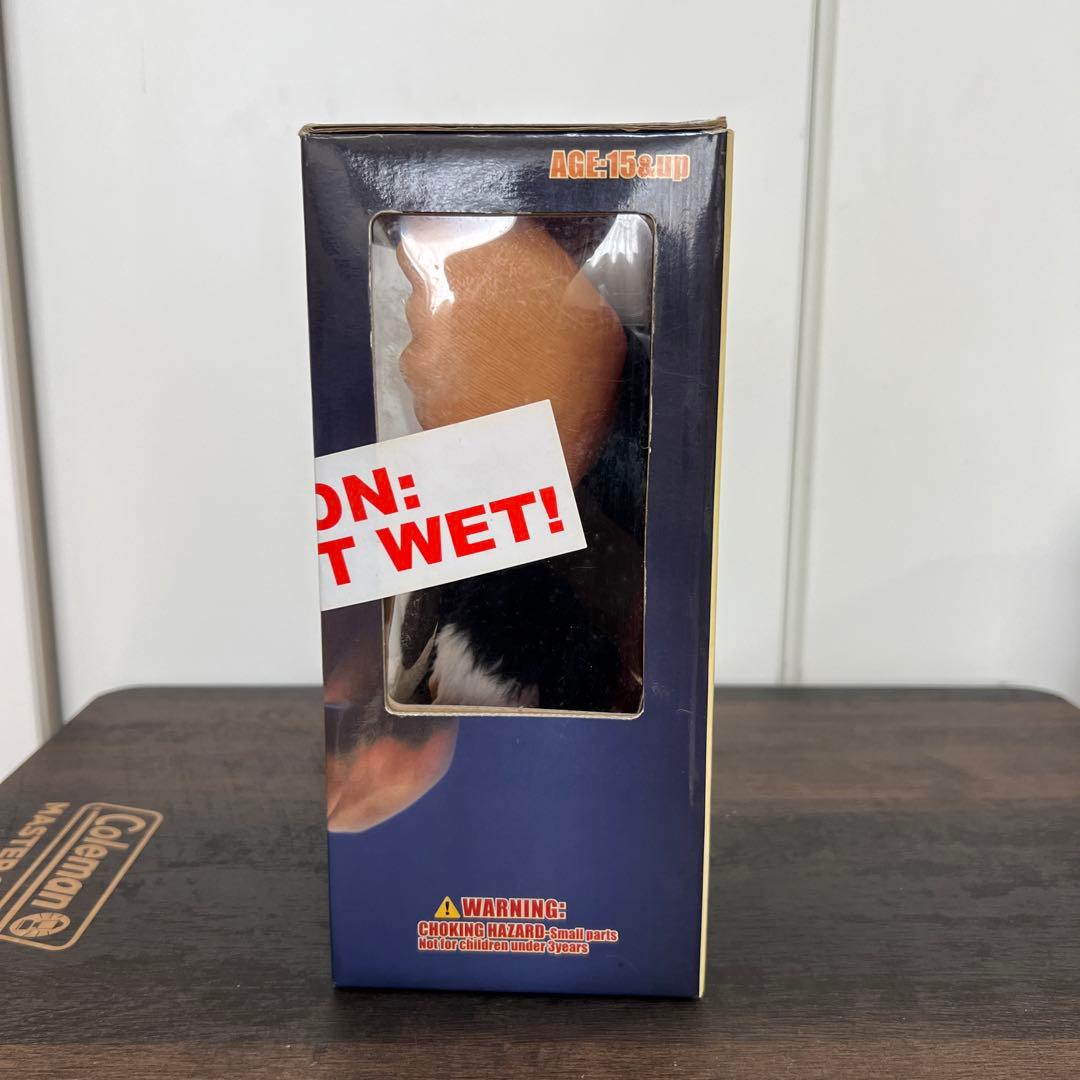 AGE:15&up
ON:
T WET!
⚠WARNING:
CHOKING HAZARD-Small parts
Not for children under 3years
Coleman
MASTER